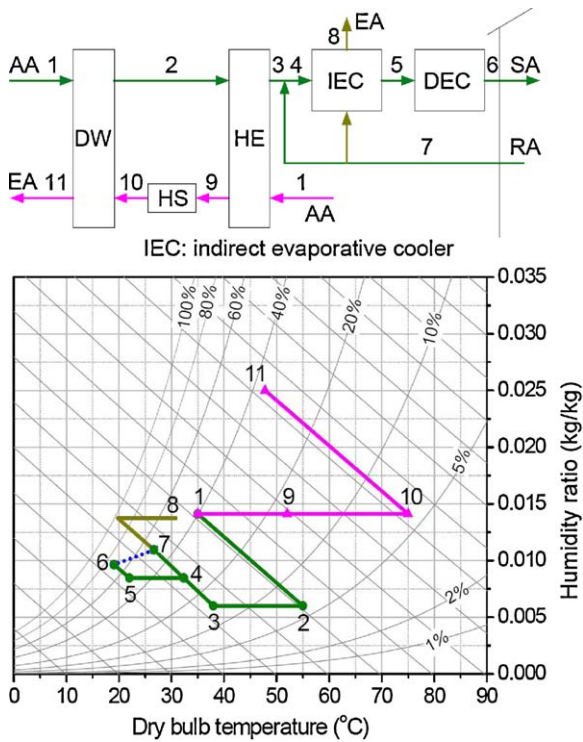 EA
8
AA 1 2 3 4 IEC 5 DEC 6 SA
DW HE
7 RA
EA 11 10 HS 9 1
AA
IEC: indirect evaporative cooler
100% 80% 60% 40% 20% 10% 5% 2% 1%
0.035
0.030
0.025
0.020
0.015
0.010
0.005
0.000
Humidity ratio (kg/kg)
11
1 9 10
8
7
6
5 4
3 2
0 10 20 30 40 50 60 70 80 90
Dry bulb temperature (°C)